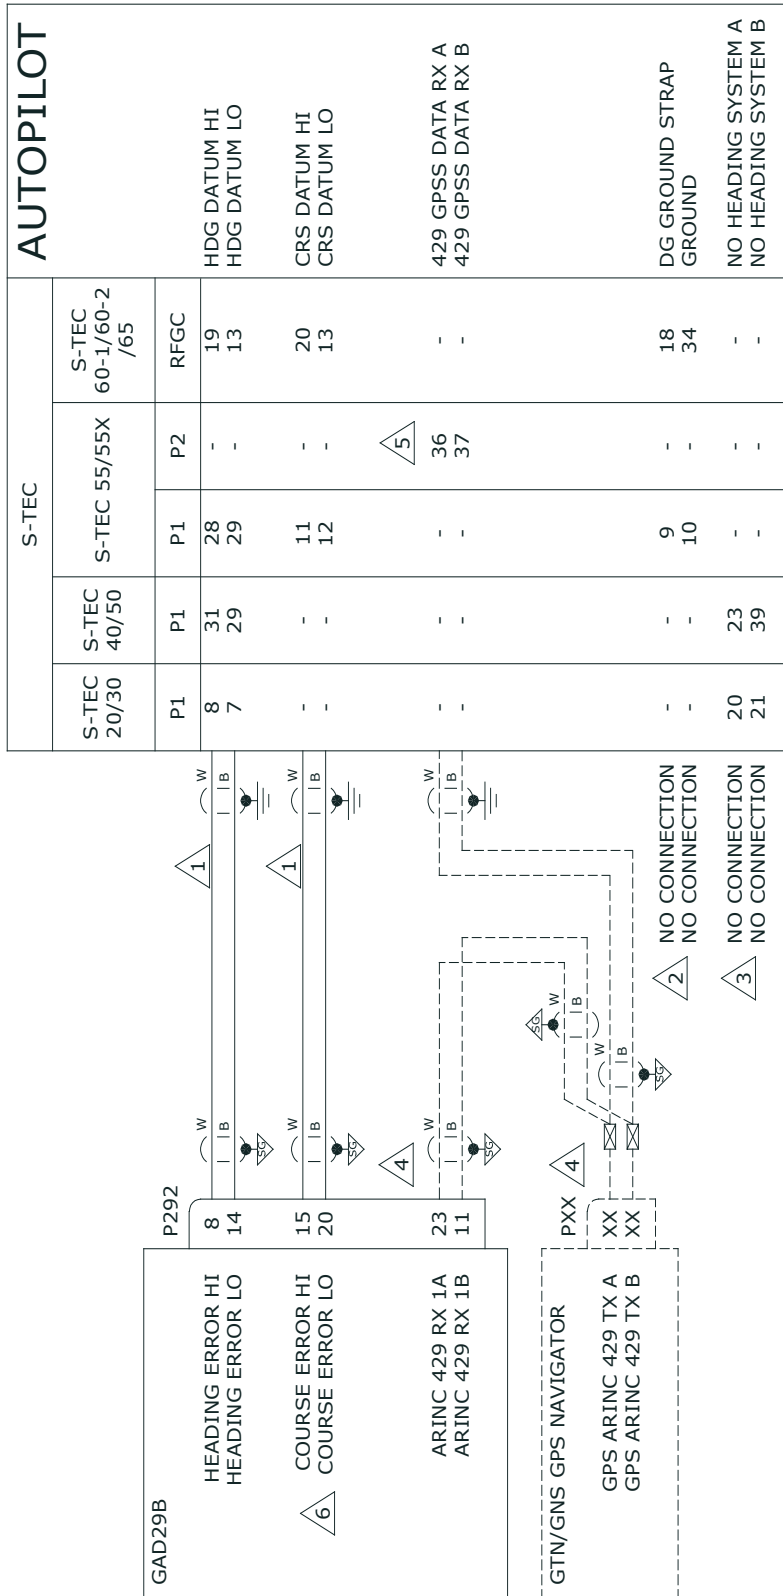 GAD29B
P292
HEADING ERROR HI 8 W W 8 31 28 - 19 HDG DATUM HI
HEADING ERROR LO 14 B B 7 29 29 - 13 HDG DATUM LO
1
COURSE ERROR HI 15 W W - - 11 - 20 CRS DATUM HI
COURSE ERROR LO 20 B B - - 12 - 13 CRS DATUM LO
1
6
SG
SG
4
5
ARINC 429 RX 1A 23 W W - - - 36 - 429 GPSS DATA RX A
ARINC 429 RX 1B 11 B B - - - 37 - 429 GPSS DATA RX B
SG
GTN/GNS GPS NAVIGATOR
PXX
4
SG
W
B
GPS ARINC 429 TX A XX W
GPS ARINC 429 TX B XX B
SG
2
NO CONNECTION - - 9 - 18 DG GROUND STRAP
NO CONNECTION - - 10 - 34 GROUND
3
NO CONNECTION 20 23 - - - NO HEADING SYSTEM A
NO CONNECTION 21 39 - - - NO HEADING SYSTEM B
S-TEC
AUTOPILOT
S-TEC
20/30
S-TEC
40/50
S-TEC 55/55X
S-TEC
60-1/60-2
/65
P1 P1 P1 P2 RFGC